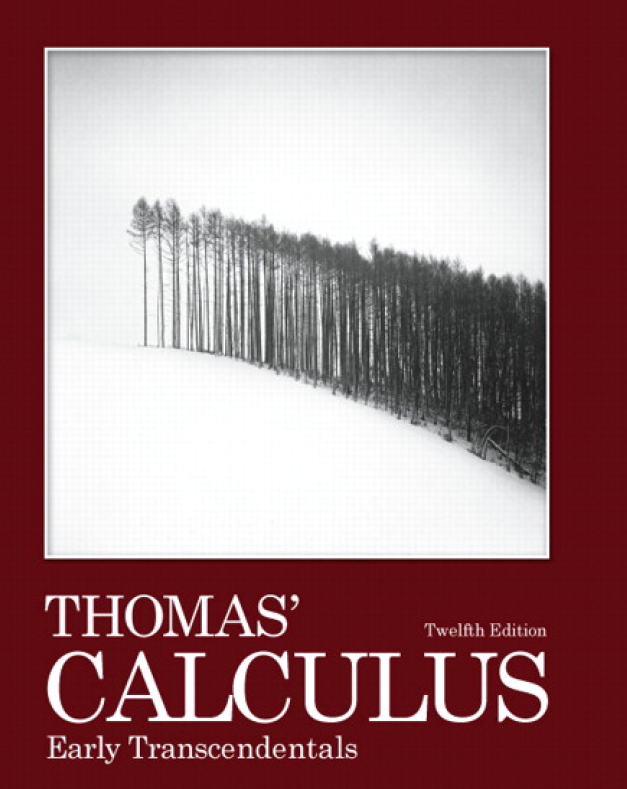 THOMAS’
Twelfth Edition
CALCULUS
Early Transcendentals